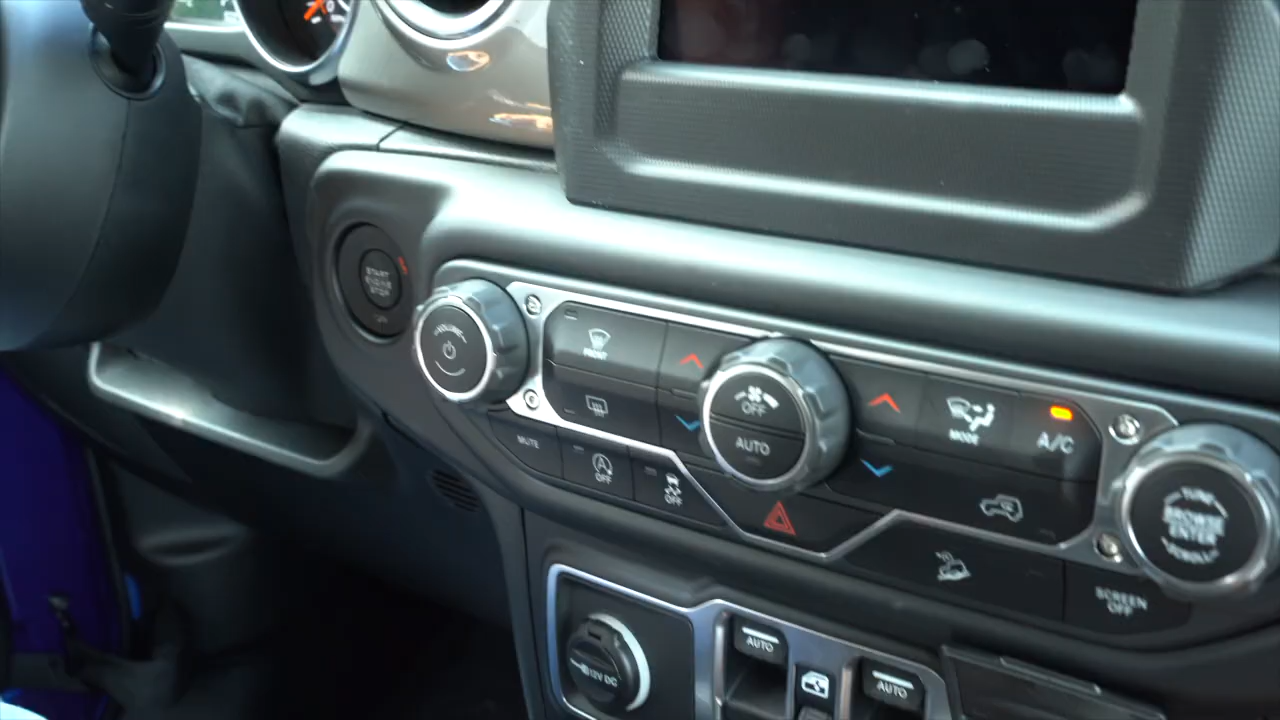 START
ENGINE
STOP
VOLUME
FRONT
OFF
AUTO
MODE
A/C
MUTE
OFF
OFF
TUNE
BROWSE
ENTER
SCROLL
SCREEN
OFF
12V DC
AUTO
AUTO